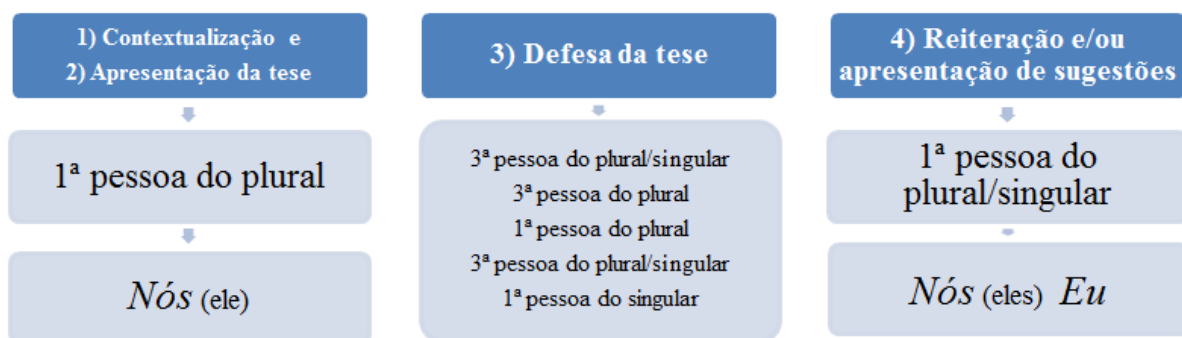 1) Contextualização e
2) Apresentação da tese
1ª pessoa do plural
Nós (ele)
3) Defesa da tese
3ª pessoa do plural/singular
3ª pessoa do plural
1ª pessoa do plural
3ª pessoa do plural/singular
1ª pessoa do singular
4) Reiteração e/ou
apresentação de sugestões
1ª pessoa do
plural/singular
Nós (eles) Eu